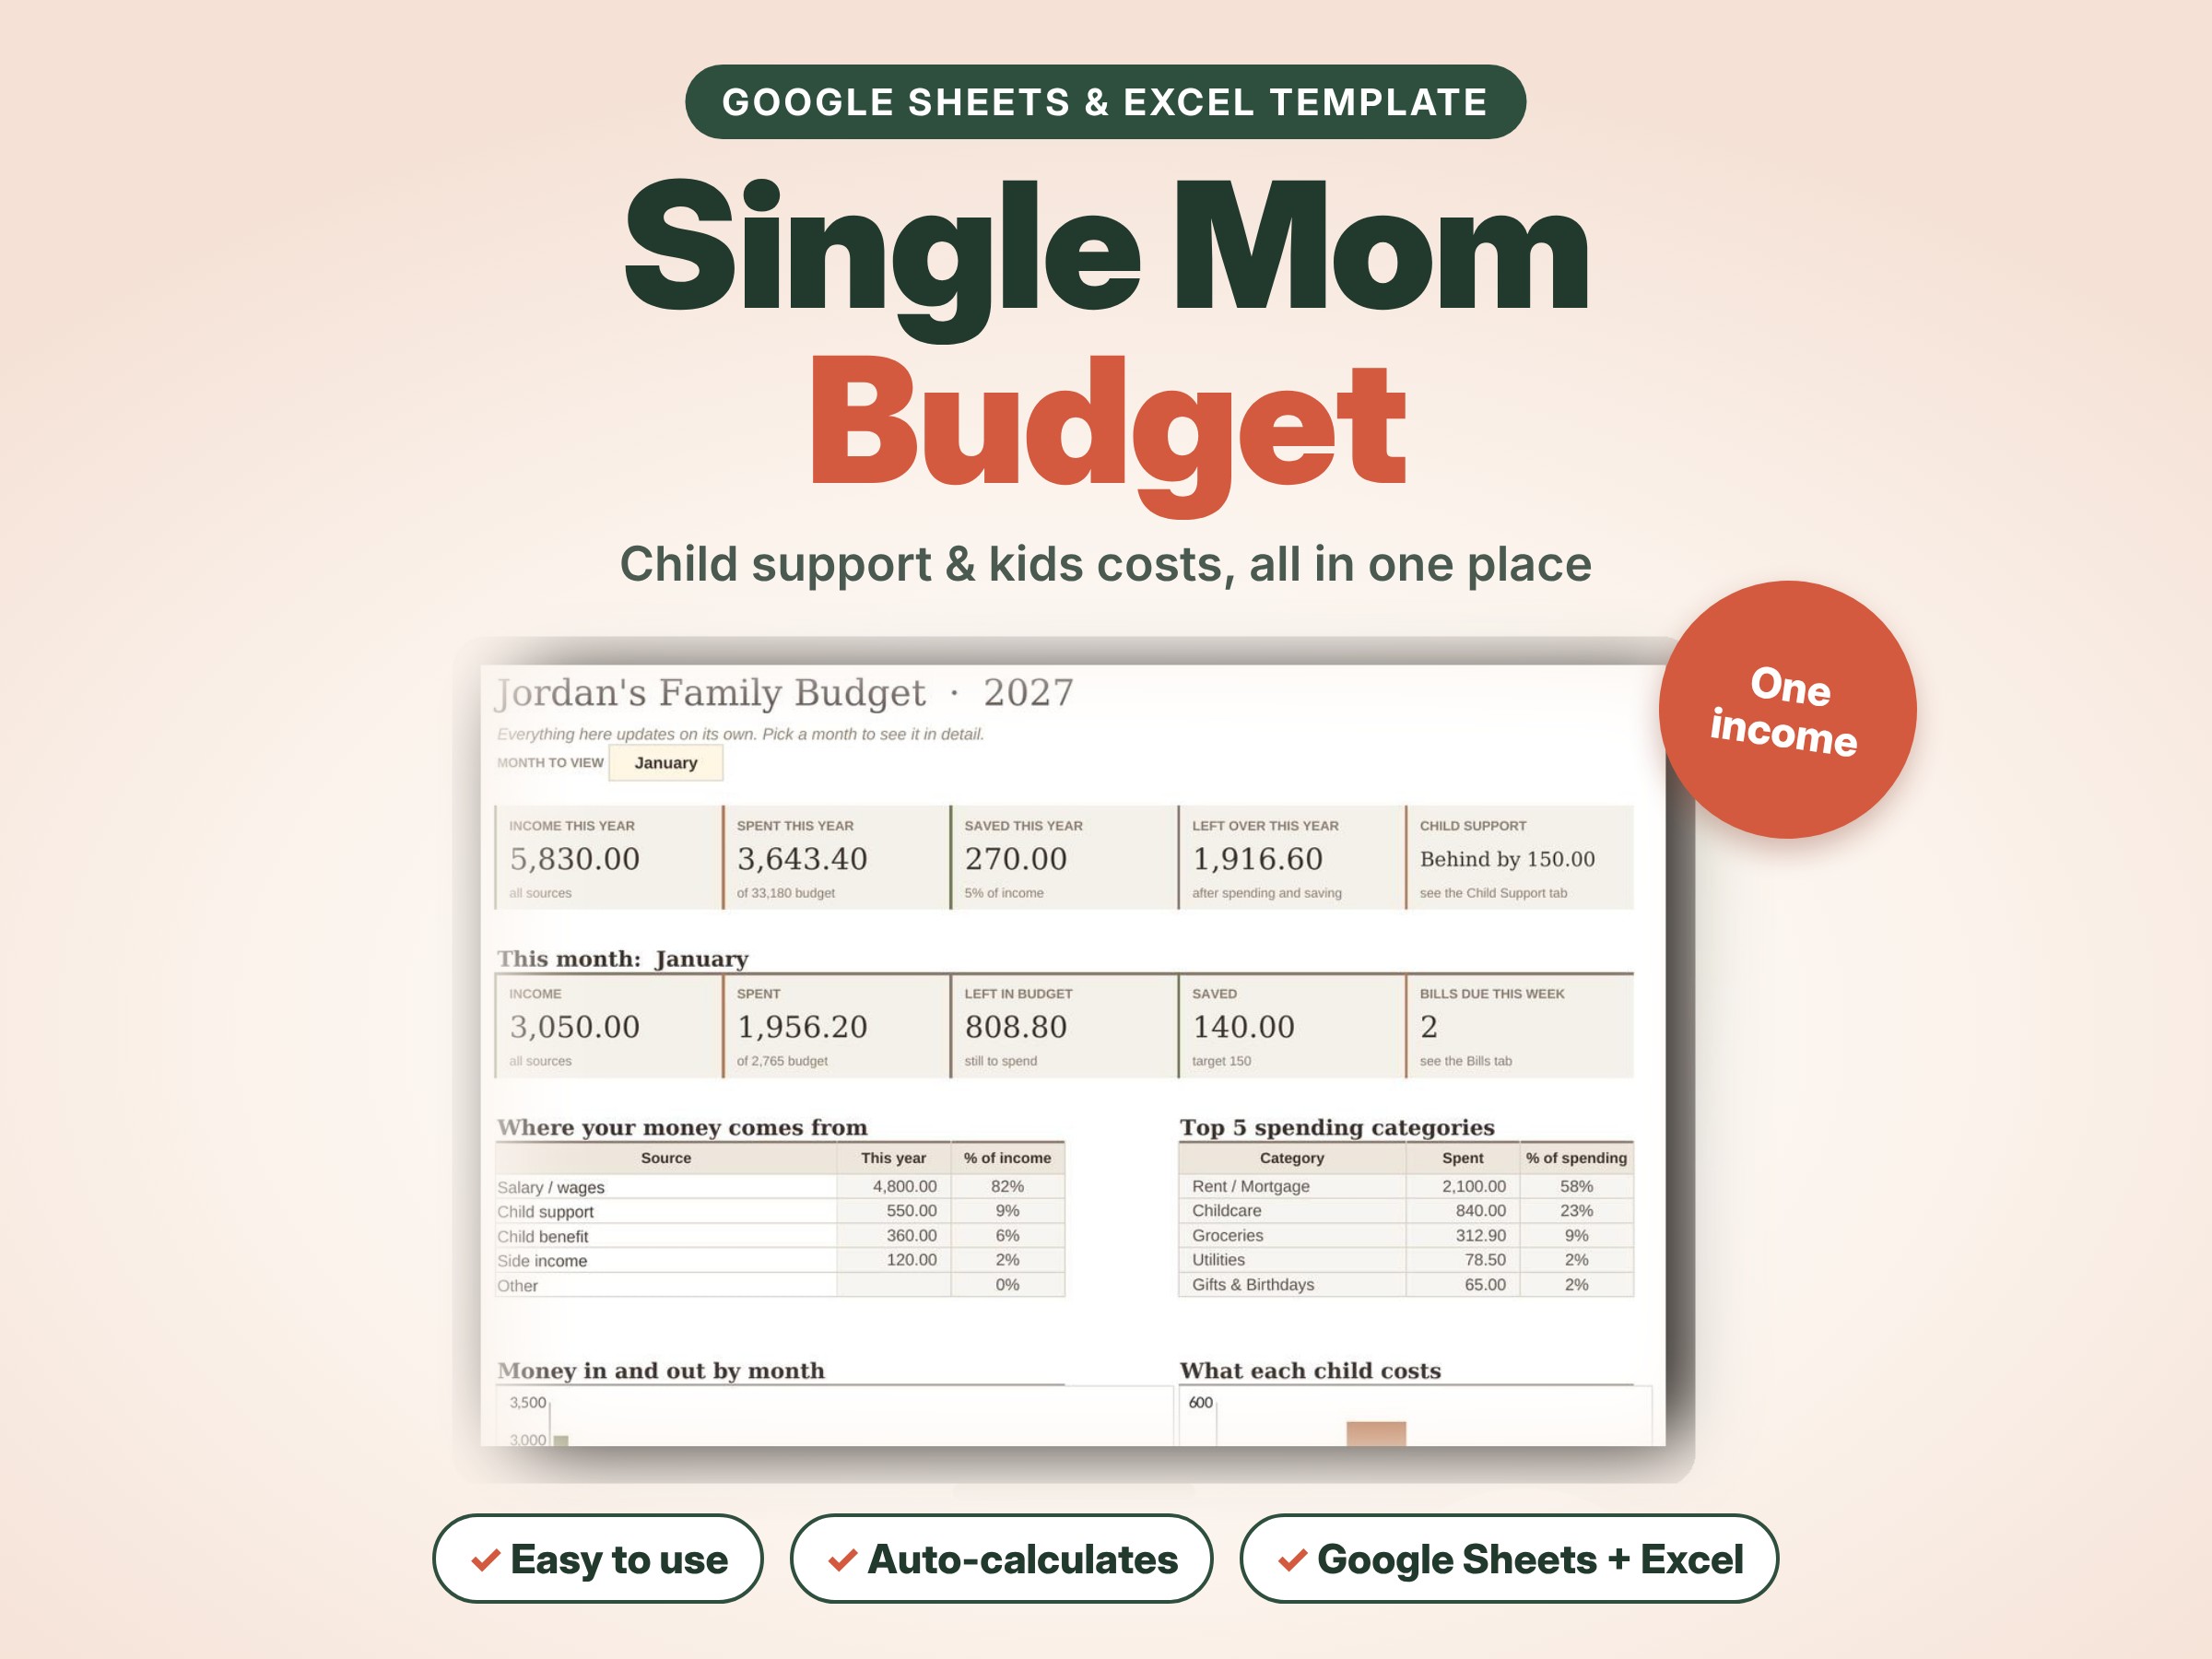 GOOGLE SHEETS & EXCEL TEMPLATE
Single Mom
Budget
Child support & kids costs, all in one place
One
income
Jordan's Family Budget · 2027
Everything here updates on its own. Pick a month to see it in detail.
MONTH TO VIEW January
INCOME THIS YEAR SPENT THIS YEAR SAVED THIS YEAR LEFT OVER THIS YEAR CHILD SUPPORT
5,830.00 3,643.40 270.00 1,916.60 Behind by 150.00
all sources of 33,180 budget 5% of income after spending and saving see the Child Support tab
This month: January
INCOME SPENT LEFT IN BUDGET SAVED BILLS DUE THIS WEEK
3,050.00 1,956.20 808.80 140.00 2
all sources of 2,765 budget still to spend target 150 see the Bills tab
Where your money comes from
Source This year % of income
Salary / wages 4,800.00 82%
Child support 550.00 9%
Child benefit 360.00 6%
Side income 120.00 2%
Other 0%
Top 5 spending categories
Category Spent % of spending
Rent / Mortgage 2,100.00 58%
Childcare 840.00 23%
Groceries 312.90 9%
Utilities 78.50 2%
Gifts & Birthdays 65.00 2%
Money in and out by month
3,500
3,000
What each child costs
600
✓ Easy to use
✓ Auto-calculates
✓ Google Sheets + Excel